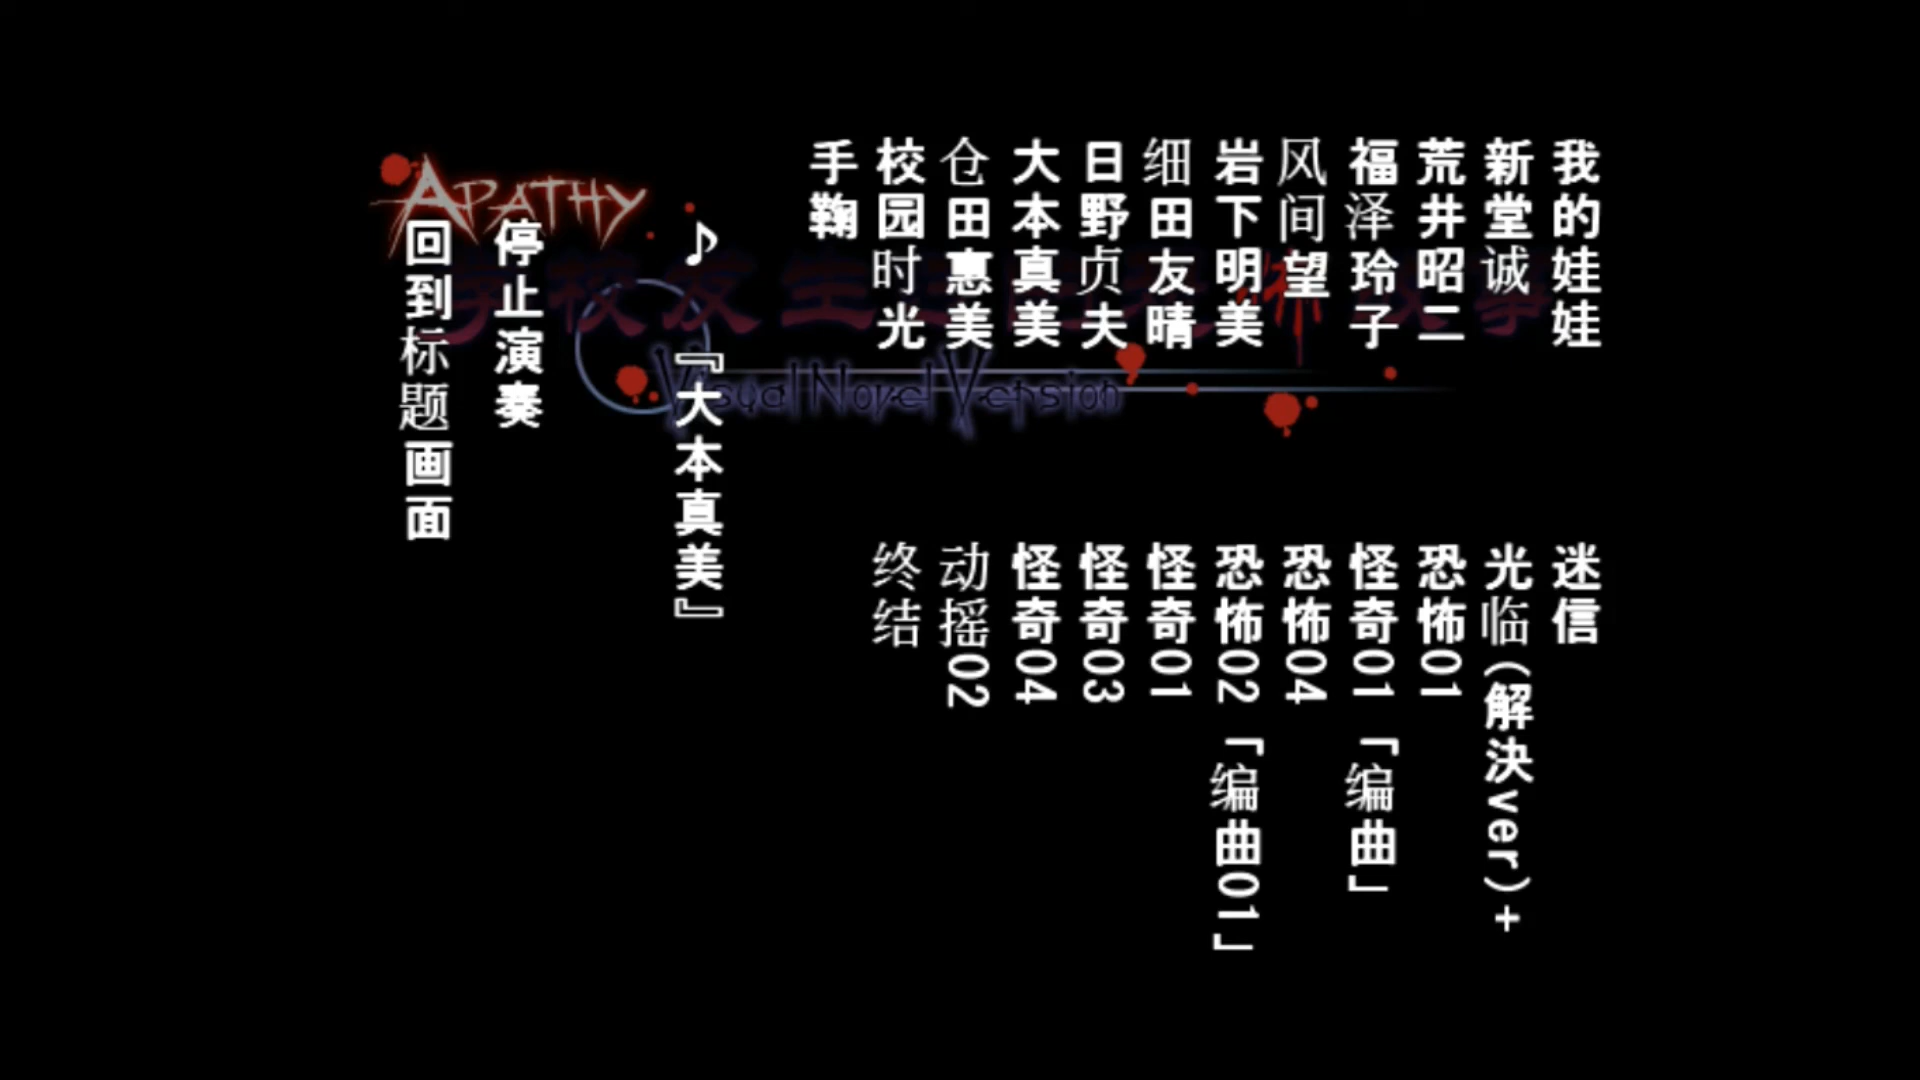 我的娃娃
新堂诚
荒井昭二
福泽玲子
风间望
岩下明美
细田友晴
日野贞夫
大本真美
仓田惠美
校园时光
手鞠
迷信
光临(解决ver)+
恐怖01
怪奇01「编曲」
恐怖04
恐怖02「编曲01」
怪奇01
怪奇03
怪奇04
动摇02
终结
♪『大本真美』
停止演奏
回到标题画面
APATHY
Visual Novel Version